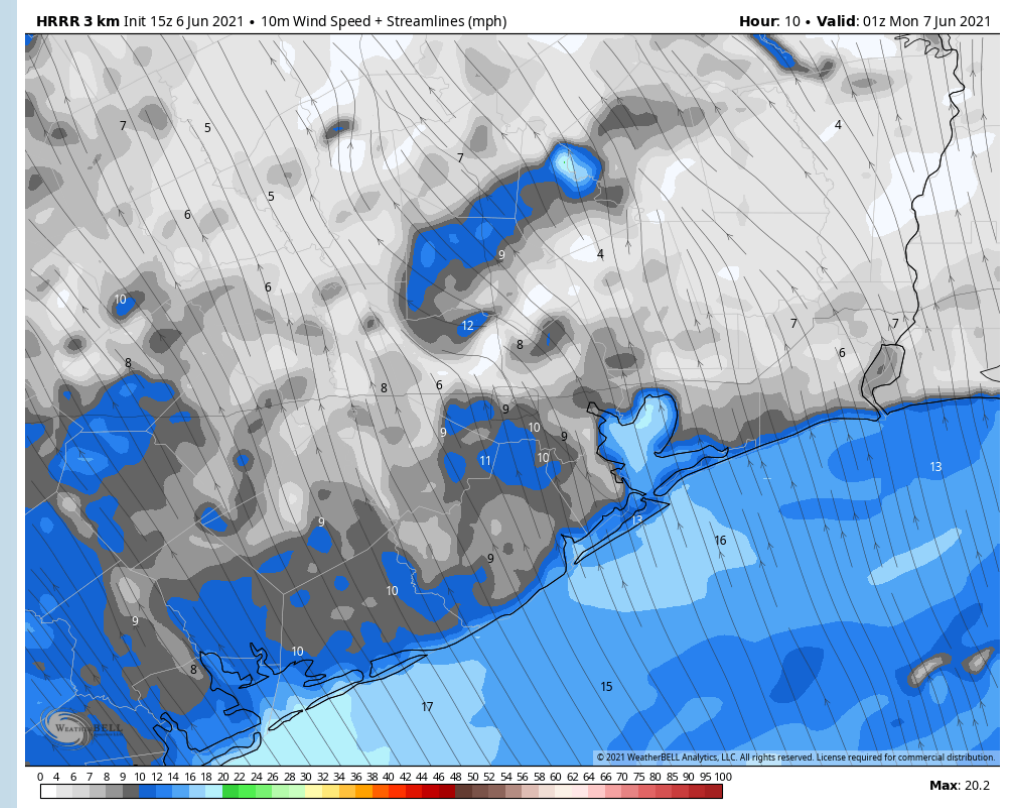 HRRR 3 km Init 15z 6 Jun 2021 • 10m Wind Speed + Streamlines (mph) Hour: 10 • Valid: 01z Mon 7 Jun 2021
7 5 4
7
5
6
9 4
6
10
12 7 7
8 6
8
8 6
9
9 10 9
11 10 13
13
9 16
9
10
9
10
8 15
17
WEATHERBELL
© 2021 WeatherBELL Analytics, LLC. All rights reserved. License required for commercial distribution.
0 4 5 6 7 8 9 10 12 14 16 18 20 22 24 26 28 30 32 34 36 38 40 42 44 46 48 50 52 54 56 58 60 62 64 66 70 75 80 85 90 95 100
Max: 20.2